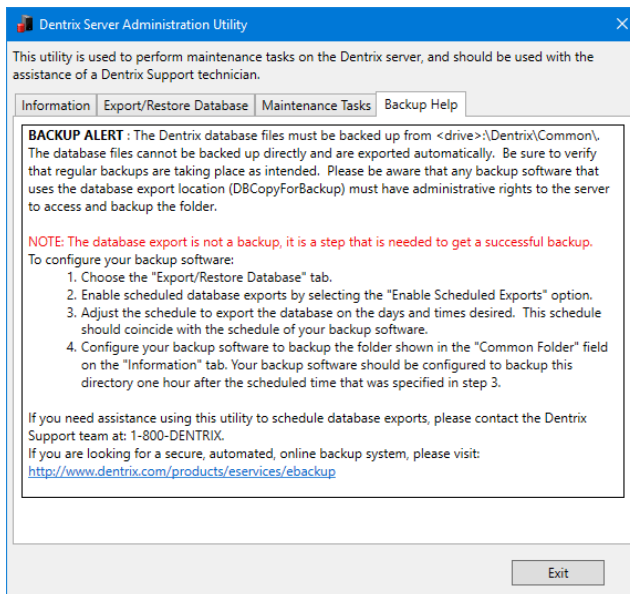 Dentrix Server Administration Utility
This utility is used to perform maintenance tasks on the Dentrix server, and should be used with the
assistance of a Dentrix Support technician.
Information
Export/Restore Database
Maintenance Tasks
Backup Help
BACKUP ALERT : The Dentrix database files must be backed up from <drive>:\Dentrix\Common\.
The database files cannot be backed up directly and are exported automatically.  Be sure to verify
that regular backups are taking place as intended.  Please be aware that any backup software that
uses the database export location (DBCopyForBackup) must have administrative rights to the server
to access and backup the folder.
NOTE: The database export is not a backup, it is a step that is needed to get a successful backup.
To configure your backup software:
1. Choose the "Export/Restore Database" tab.
2. Enable scheduled database exports by selecting the "Enable Scheduled Exports" option.
3. Adjust the schedule to export the database on the days and times desired.  This schedule
should coincide with the schedule of your backup software.
4. Configure your backup software to backup the folder shown in the "Common Folder" field
on the "Information" tab. Your backup software should be configured to backup this
directory one hour after the scheduled time that was specified in step 3.
If you need assistance using this utility to schedule database exports, please contact the Dentrix
Support team at: 1-800-DENTRIX.
If you are looking for a secure, automated, online backup system, please visit:
http://www.dentrix.com/products/eservices/ebackup
Exit